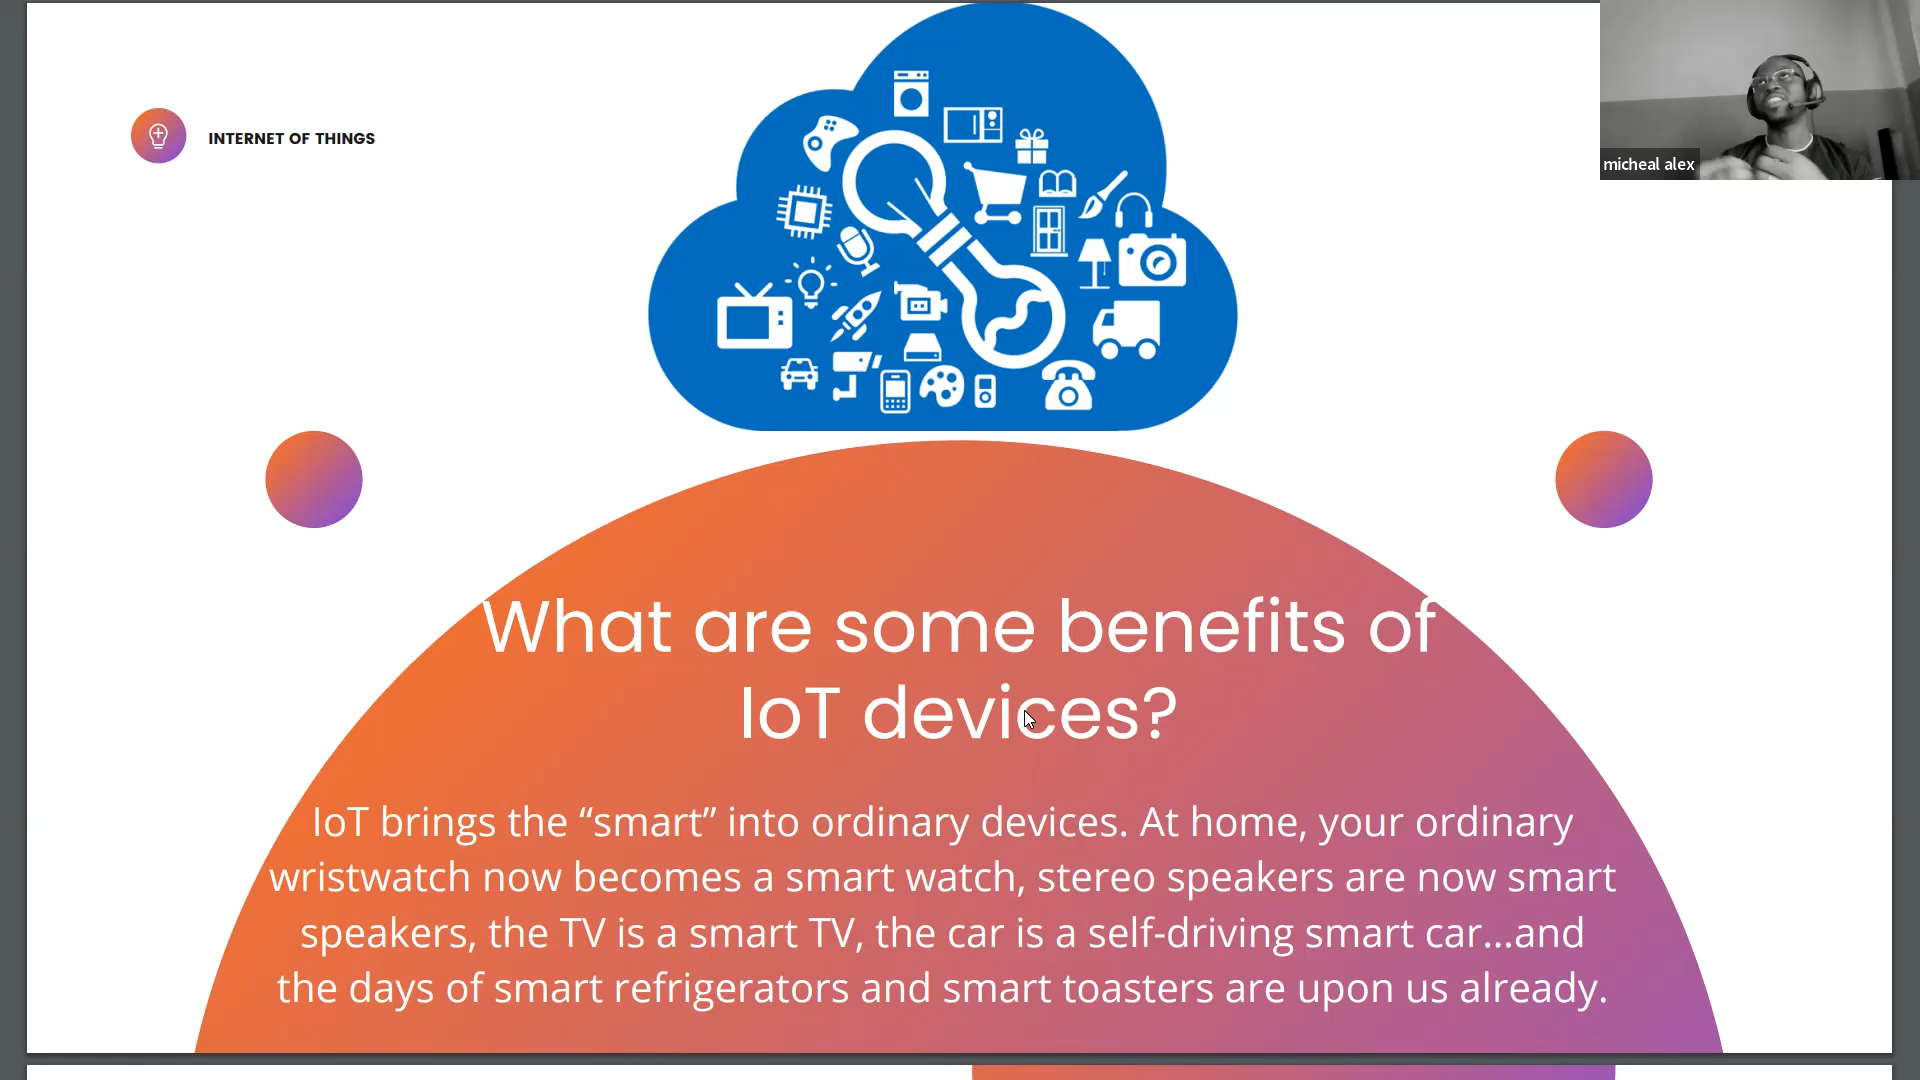 INTERNET OF THINGS
micheal alex
What are some benefits of
IoT devices?
IoT brings the “smart” into ordinary devices. At home, your ordinary
wristwatch now becomes a smart watch, stereo speakers are now smart
speakers, the TV is a smart TV, the car is a self-driving smart car...and
the days of smart refrigerators and smart toasters are upon us already.